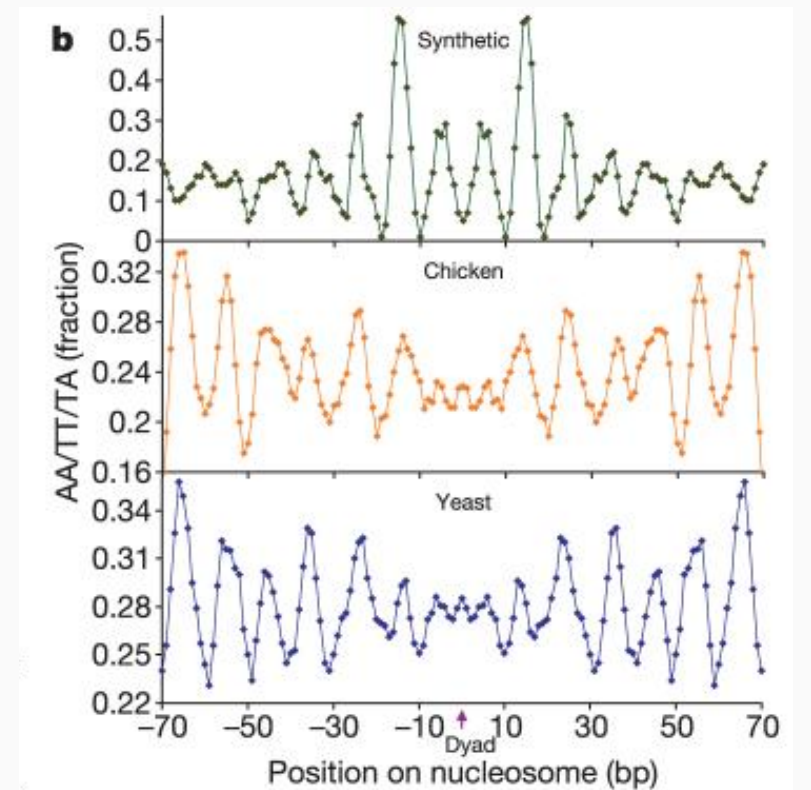 b
Synthetic
0.5
0.4
0.3
0.2
0.1
0
AA/TT/TA (fraction)
Chicken
0.32
0.28
0.24
0.2
0.16
Yeast
0.34
0.31
0.28
0.25
0.22
−70 −50 −30 −10 10 30 50 70
Dyad
Position on nucleosome (bp)